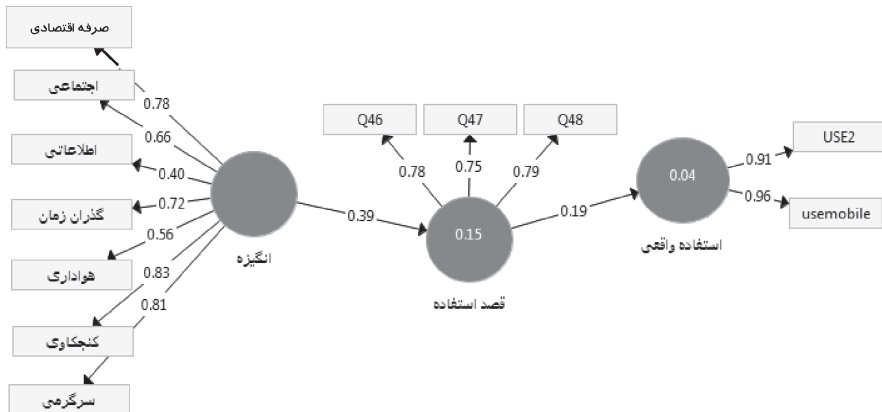 صرفه اقتصادی
اجتماعی
اطلاعاتی
گذران زمان
هواداری
کنجکاوی
سرگرمی
0.78
0.66
0.40
0.72
0.56
0.83
0.81
انگیزه
0.39
Q46
Q47
Q48
0.78
0.75
0.79
0.15
قصد استفاده
0.19
0.04
استفاده واقعی
0.91
0.96
USE2
usemobile